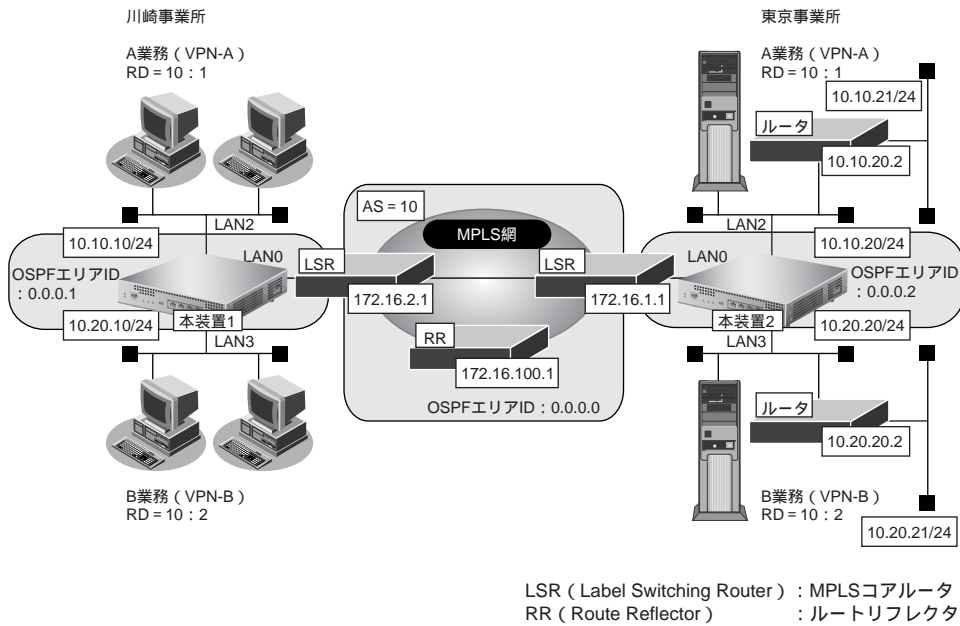 川崎事業所
A業務(VPN-A)
RD=10:1
LAN2
10.10.10/24
LAN0
OSPFエリアID
:0.0.0.1
10.20.10/24
本装置1
LAN3
B業務(VPN-B)
RD=10:2
AS=10
MPLS網
LSR
172.16.2.1
LSR
172.16.1.1
RR
172.16.100.1
OSPFエリアID:0.0.0.0
東京事業所
A業務(VPN-A)
RD=10:1
10.10.21/24
ルータ
10.10.20.2
LAN2
10.10.20/24
LAN0
OSPFエリアID
:0.0.0.2
10.20.20/24
本装置2
LAN3
ルータ
10.20.20.2
B業務(VPN-B)
RD=10:2
10.20.21/24
LSR(Label Switching Router):MPLSコアルータ
RR(Route Reflector):ルートリフレクタ